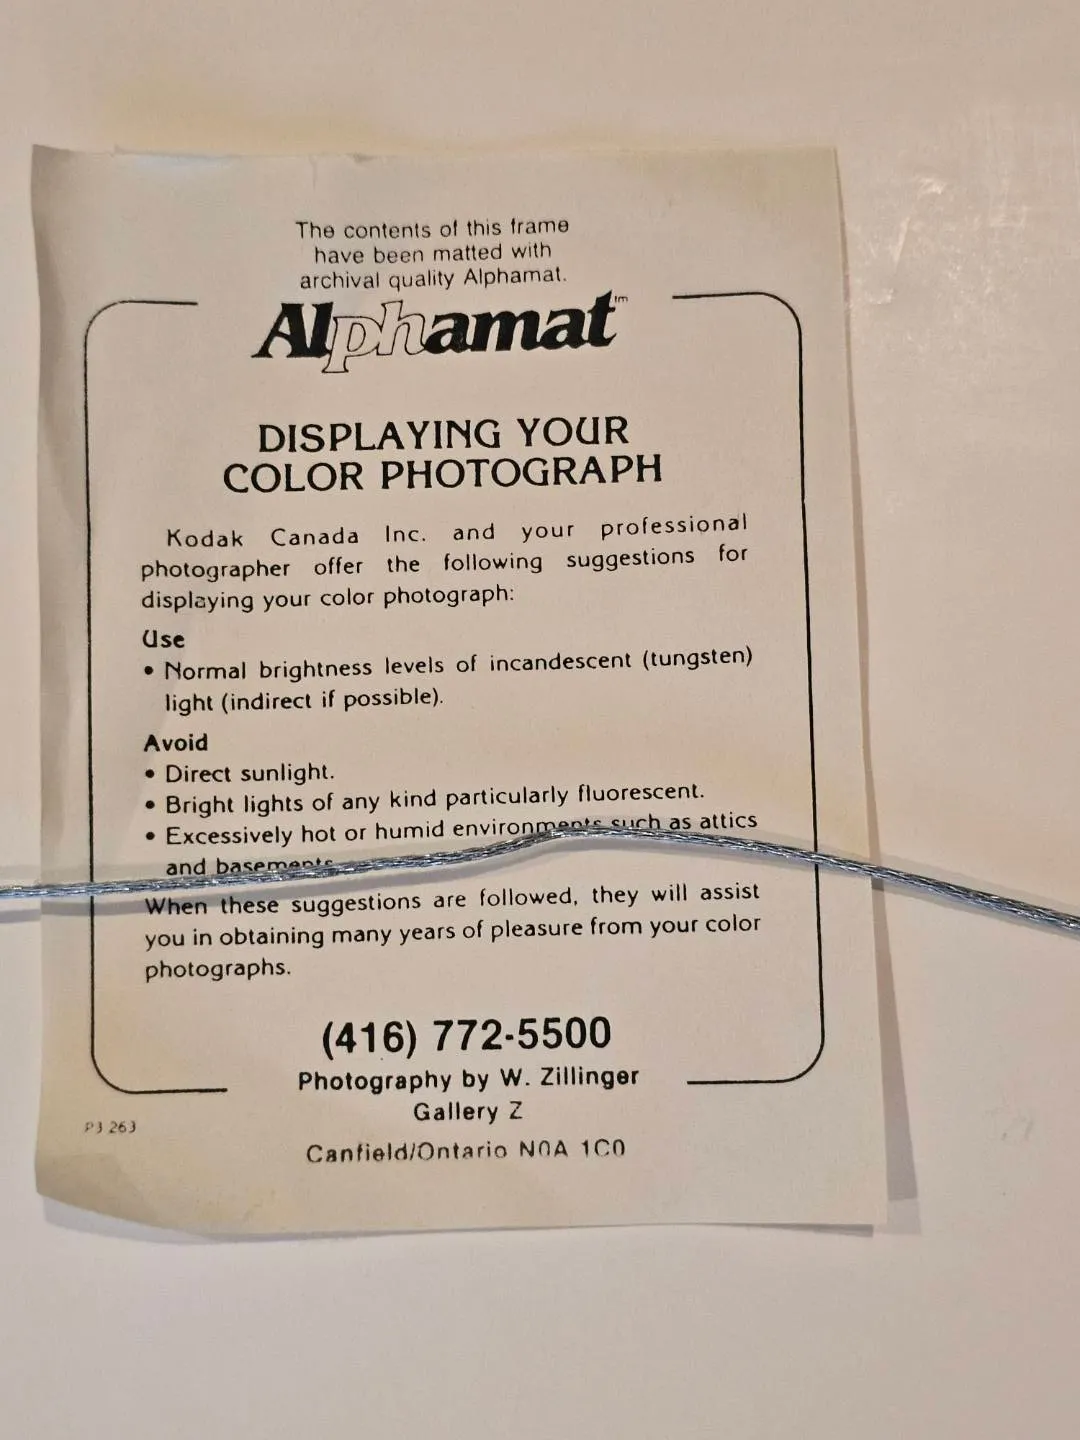 The contents of this frame
have been matted with
archival quality Alphamat.
Alphamat™
DISPLAYING YOUR
COLOR PHOTOGRAPH
Kodak Canada Inc. and your professional
photographer offer the following suggestions for
displaying your color photograph:
Use
• Normal brightness levels of incandescent (tungsten)
light (indirect if possible).
Avoid
• Direct sunlight.
• Bright lights of any kind particularly fluorescent.
• Excessively hot or humid environments such as attics
and basements
When these suggestions are followed, they will assist
you in obtaining many years of pleasure from your color
photographs.
(416) 772-5500
Photography by W. Zillinger
Gallery Z
P3 263
Canfield/Ontario N0A 1C0